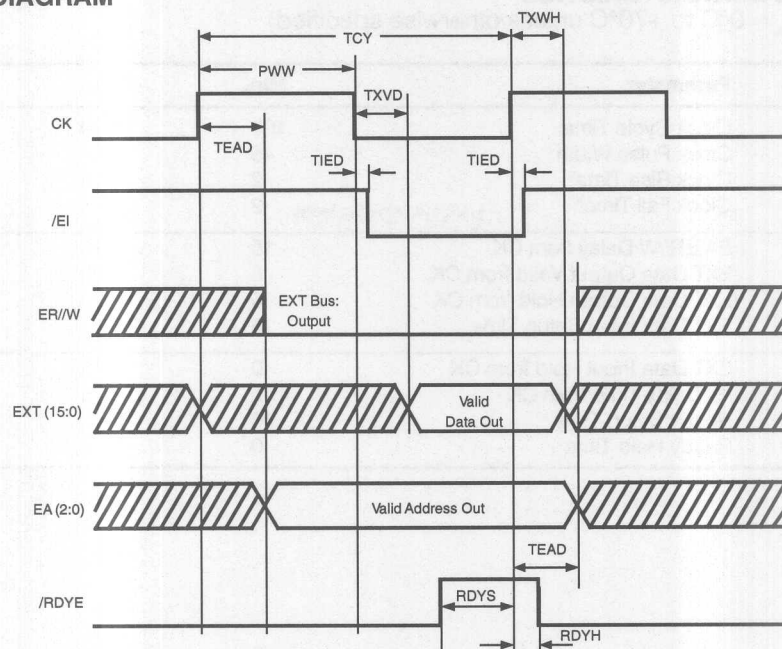 DIAGRAM
TCY
TXWH
PWW
TXVD
CK
TEAD
TIED
TIED
/EI
ER//W
EXT Bus:
Output
EXT (15:0)
Valid
Data Out
EA (2:0)
Valid Address Out
TEAD
/RDYE
RDYS
RDYH